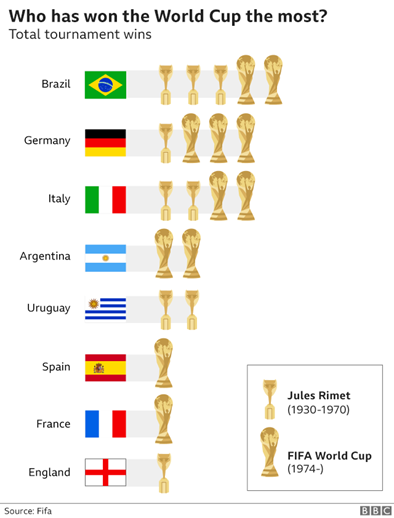 Who has won the World Cup the most?
Total tournament wins
Brazil
Germany
Italy
Argentina
Uruguay
Spain
France
England
Jules Rimet
(1930-1970)
FIFA World Cup
(1974-)
Source: Fifa
BBC